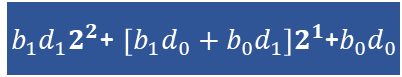 b₁d₁2²+ [b₁d₀ + b₀d₁]2¹+b₀d₀